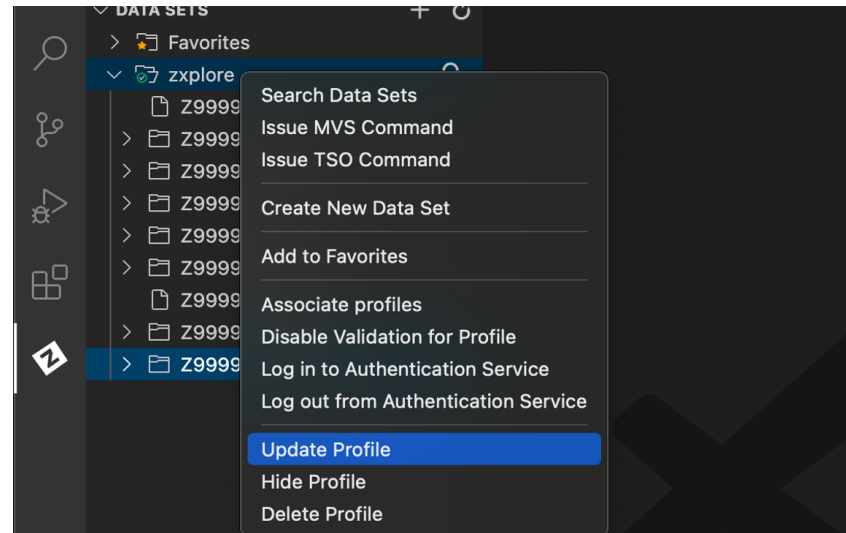 DATA SETS
Favorites
zxplore
Z9999
Z9999
Z9999
Z9999
Z9999
Z9999
Z9999
Z9999
Z9999
Search Data Sets
Issue MVS Command
Issue TSO Command
Create New Data Set
Add to Favorites
Associate profiles
Disable Validation for Profile
Log in to Authentication Service
Log out from Authentication Service
Update Profile
Hide Profile
Delete Profile
Z